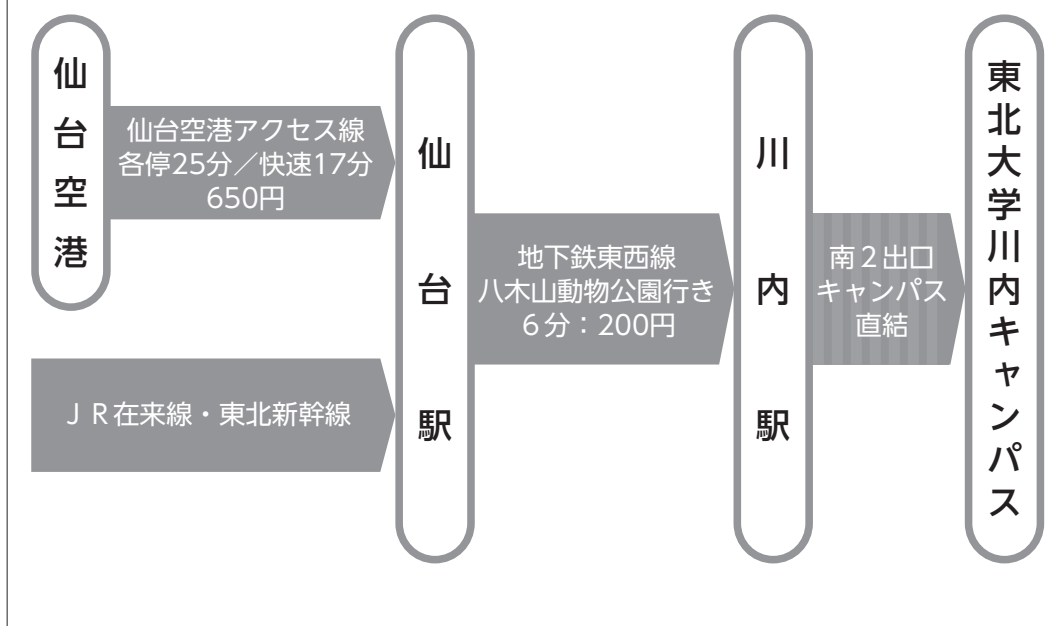 仙台空港
仙台空港アクセス線
各停25分／快速17分
650円
JR在来線・東北新幹線
仙台駅
地下鉄東西線
八木山動物公園行き
6分：200円
川内駅
南2出口
キャンパス
直結
東北大学川内キャンパス